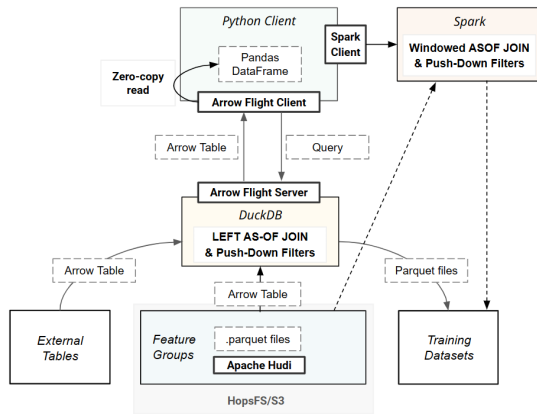 Python Client
Spark
Pandas
DataFrame
Spark
Client
Windowed ASOF JOIN
& Push-Down Filters
Zero-copy
read
Arrow Flight Client
Arrow Table
Query
Arrow Flight Server
DuckDB
LEFT AS-OF JOIN
& Push-Down Filters
Arrow Table
Parquet files
Arrow Table
External
Tables
Feature
Groups
.parquet files
Apache Hudi
Training
Datasets
HopsFS/S3